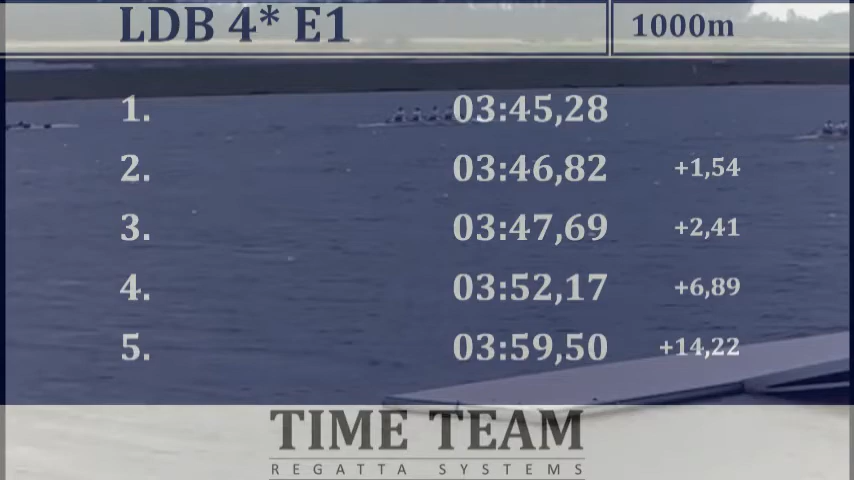 LDB 4* E1 1000m
1. 03:45,28
2. 03:46,82 +1,54
3. 03:47,69 +2,41
4. 03:52,17 +6,89
5. 03:59,50 +14,22
TIME TEAM
REGATTA SYSTEMS